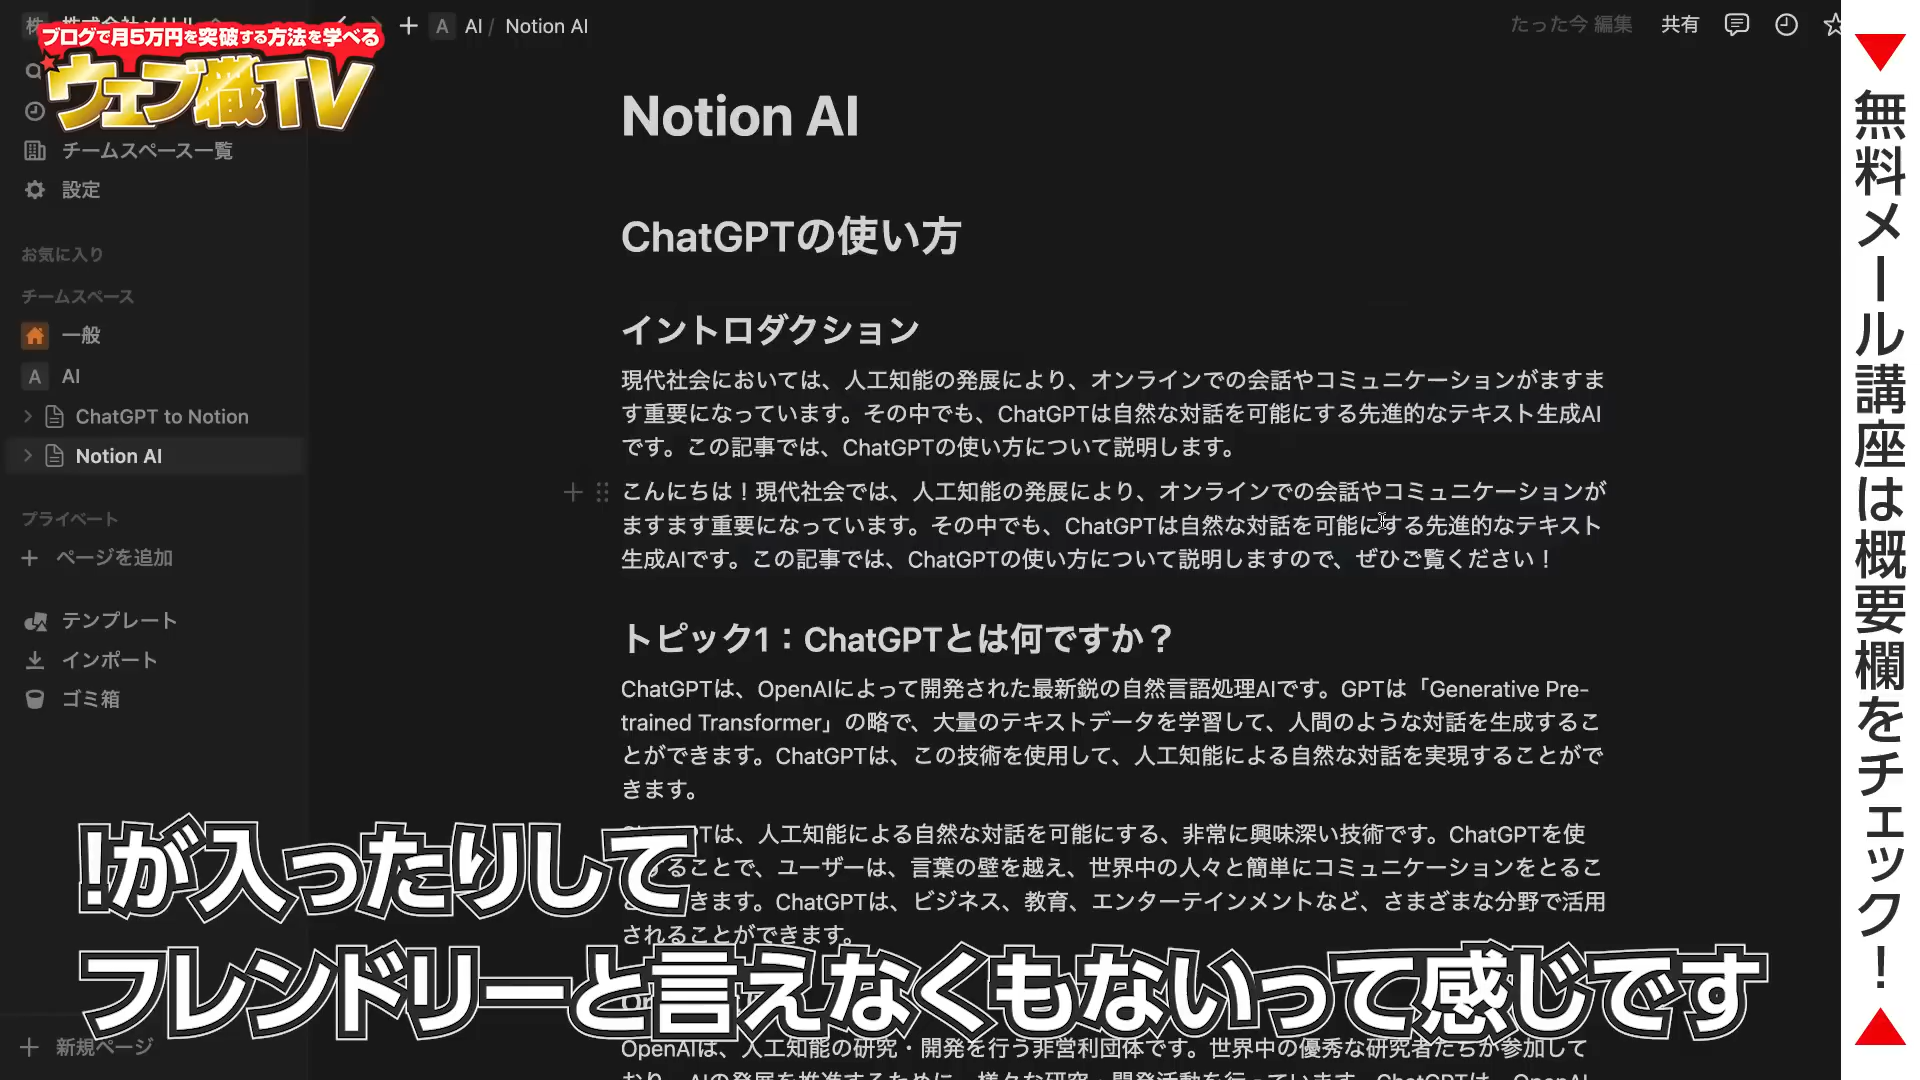 ブログで月5万円を突破する方法を学べる
ウェブ職TV
チームスペース一覧
設定
お気に入り
チームスペース
一般
A AI
ChatGPT to Notion
Notion AI
プライベート
ページを追加
テンプレート
インポート
ゴミ箱
新規ページ
A AI / Notion AI
たった今 編集
共有
Notion AI
ChatGPTの使い方
イントロダクション
現代社会においては、人工知能の発展により、オンラインでの会話やコミュニケーションがますま
す重要になっています。その中でも、ChatGPTは自然な対話を可能にする先進的なテキスト生成AI
です。この記事では、ChatGPTの使い方について説明します。
こんにちは！現代社会では、人工知能の発展により、オンラインでの会話やコミュニケーションが
ますます重要になっています。その中でも、ChatGPTは自然な対話を可能にする先進的なテキスト
生成AIです。この記事では、ChatGPTの使い方について説明しますので、ぜひご覧ください！
トピック1：ChatGPTとは何ですか？
ChatGPTは、OpenAIによって開発された最新鋭の自然言語処理AIです。GPTは「Generative Pre-
trained Transformer」の略で、大量のテキストデータを学習して、人間のような対話を生成するこ
とができます。ChatGPTは、この技術を使用して、人工知能による自然な対話を実現することがで
きます。
は、人工知能による自然な対話を可能にする、非常に興味深い技術です。ChatGPTを使
ることで、ユーザーは、言葉の壁を越え、世界中の人々と簡単にコミュニケーションをとるこ
きます。ChatGPTは、ビジネス、教育、エンターテインメントなど、さまざまな分野で活用
されることができます。
OpenAIは、人工知能の研究・開発を行う非営利団体です。世界中の優秀な研究者たちが参加して
!が入ったりして
フレンドリーと言えなくもないって感じです
▼無料メール講座は概要欄をチェック！▲